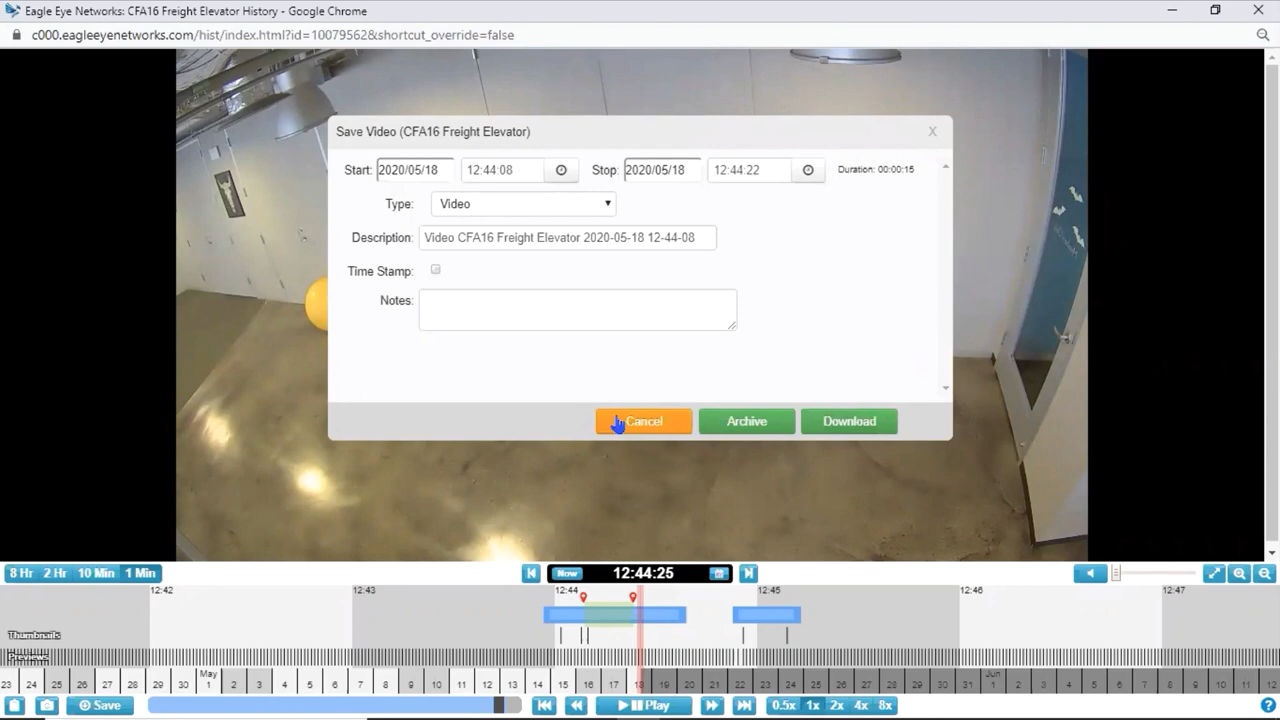 Eagle Eye Networks: CFA16 Freight Elevator History - Google Chrome
c000.eagleeyenetworks.com/hist/index.html?id=10079562&shortcut_override=false
Save Video (CFA16 Freight Elevator) X
Start: 2020/05/18 12:44:08 Stop: 2020/05/18 12:44:22 Duration: 00:00:15
Type: Video
Description: Video CFA16 Freight Elevator 2020-05-18 12-44-08
Time Stamp:
Notes:
Cancel Archive Download
8 Hr 2 Hr 10 Min 1 Min Now 12:44:25
12:42 12:43 12:44 12:45 12:46 12:47
Thumbnails
Previews
May Jun
23 24 25 26 27 28 29 30 1 2 3 4 5 6 7 8 9 10 11 12 13 14 15 16 17 18 19 20 21 22 23 24 25 26 27 28 29 30 31 1 2 3 4 5 6 7 8 9 10 11 12
Save Play 0.5x 1x 2x 4x 8x ?